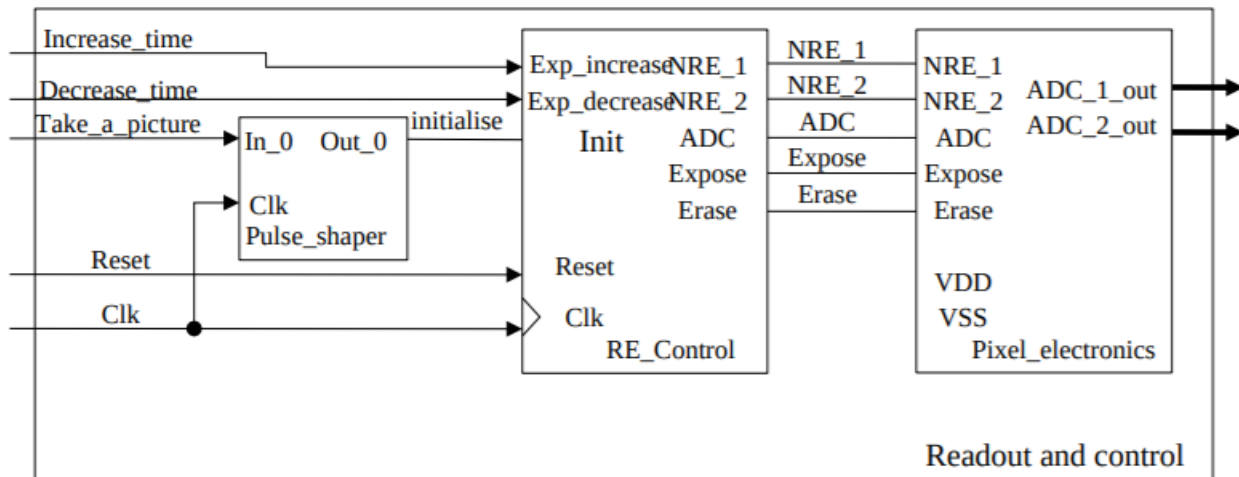 Increase_time
Decrease_time
Take_a_picture
In_0 Out_0
Clk
Pulse_shaper
initialise
Reset
Clk
Exp_increase NRE_1
Exp_decrease NRE_2
Init ADC
Expose
Erase
Reset
Clk
RE_Control
NRE_1
NRE_2
ADC
Expose
Erase
NRE_1
NRE_2
ADC
Expose
Erase
ADC_1_out
ADC_2_out
VDD
VSS
Pixel_electronics
Readout and control